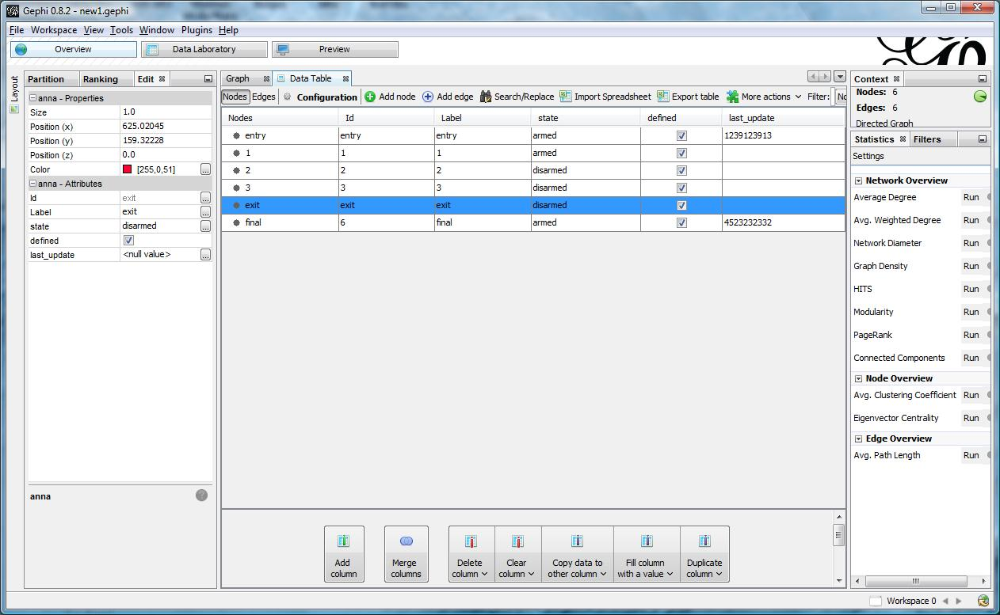 Gephi 0.8.2 - new1.gephi
File Workspace View Tools Window Plugins Help
Overview Data Laboratory Preview
Layout
Partition Ranking Edit
anna - Properties
Size 1.0
Position (x) 625.02045
Position (y) 159.32228
Position (z) 0.0
Color [255,0,51] ...
anna - Attributes
Id exit ...
Label exit ...
state disarmed ...
defined
last_update <null value> ...
anna
?
Graph Data Table
Nodes Edges Configuration Add node Add edge Search/Replace Import Spreadsheet Export table More actions Filter:
Nodes Id Label state defined last_update
entry entry entry armed 1239123913
1 1 1 armed
2 2 2 disarmed
3 3 3 disarmed
exit exit exit disarmed
final 6 final armed 4523232332
Add column
Merge columns
Delete column
Clear column
Copy data to other column
Fill column with a value
Duplicate column
Context
Nodes: 6
Edges: 6
Directed Graph
Statistics Filters
Settings
Network Overview
Average Degree Run
Avg. Weighted Degree Run
Network Diameter Run
Graph Density Run
HITS Run
Modularity Run
PageRank Run
Connected Components Run
Node Overview
Avg. Clustering Coefficient Run
Eigenvector Centrality Run
Edge Overview
Avg. Path Length Run
Workspace 0